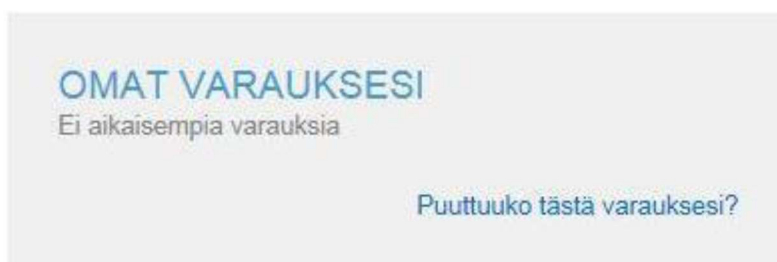 OMAT VARAUKSESI
Ei aikaisempia varauksia
Puuttuuko tästä varauksesi?